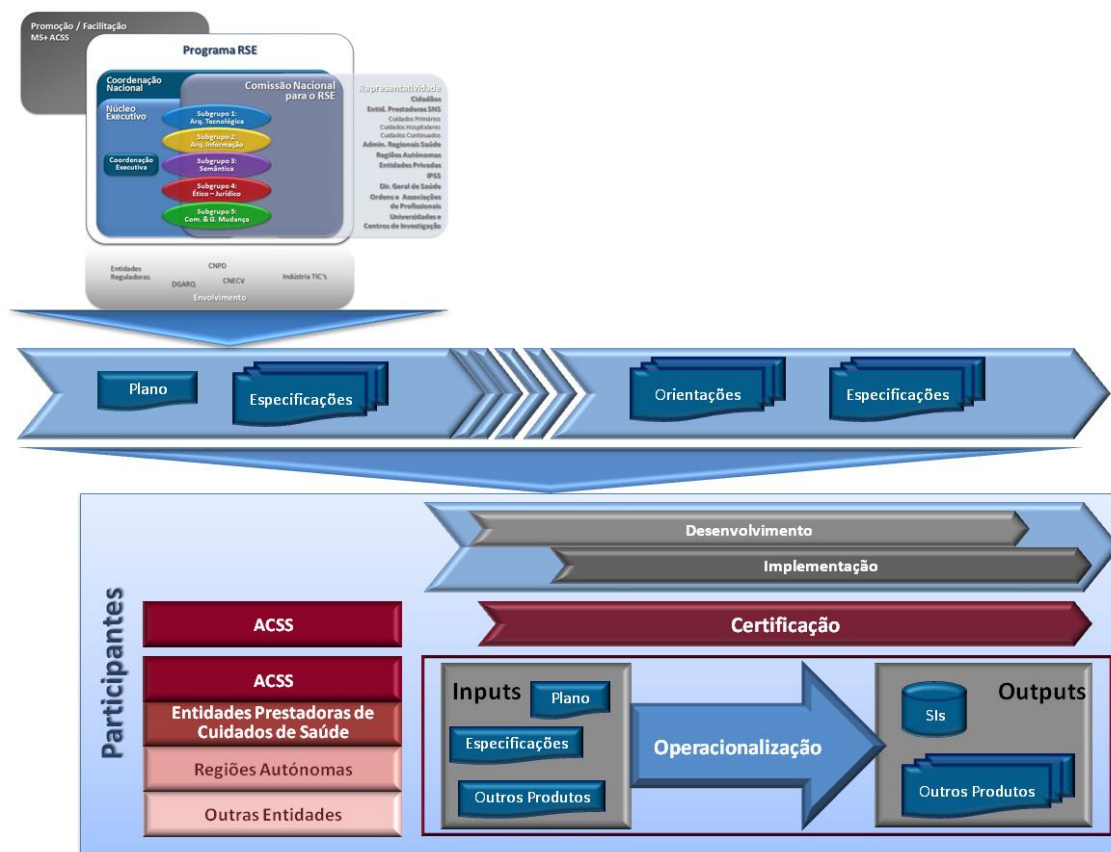 Promoção / Facilitação
MS+ ACSS
Programa RSE
Coordenação
Nacional
Comissão Nacional
para o RSE
Núcleo
Executivo
Coordenação
Executiva
Subgrupo 1:
Arq. Tecnológica
Subgrupo 2:
Arq. Informação
Subgrupo 3:
Semântica
Subgrupo 4:
Ético – Jurídico
Subgrupo 5:
Com. & G. Mudança
Representatividade
Cidadãos
Entid. Prestadoras SNS
Cuidados Primários
Cuidados Hospitalares
Cuidados Continuados
Admin. Regionais Saúde
Regiões Autónomas
Entidades Privadas
IPSS
Dir. Geral de Saúde
Ordens e Associações
de Profissionais
Universidades e
Centros de Investigação
Entidades
Reguladoras
CNPD
DGARQ
CNECV
Indústria TIC's
Envolvimento
Plano
Especificações
Orientações
Especificações
Participantes
Desenvolvimento
Implementação
ACSS
Certificação
ACSS
Entidades Prestadoras de
Cuidados de Saúde
Regiões Autónomas
Outras Entidades
Inputs
Plano
Especificações
Outros Produtos
Operacionalização
Outputs
SIs
Outros Produtos